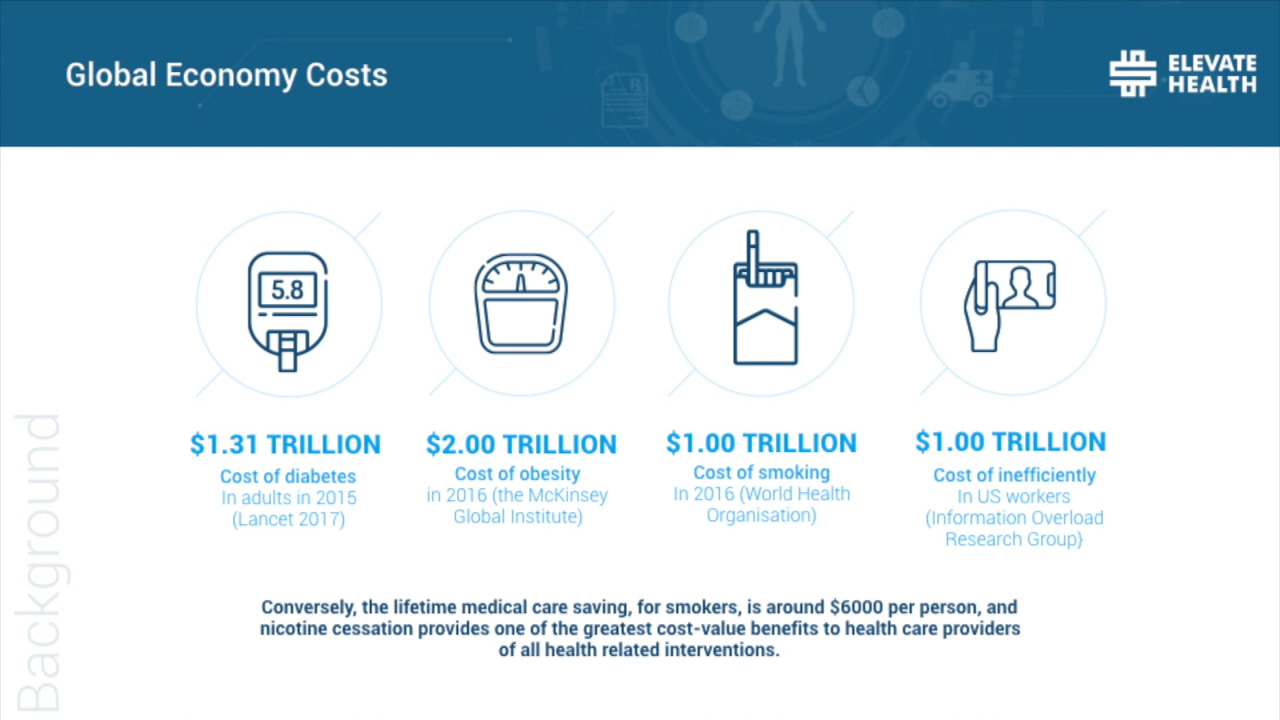 Global Economy Costs
ELEVATE
HEALTH
Background
5.8
$1.31 TRILLION
Cost of diabetes
In adults in 2015
(Lancet 2017)
$2.00 TRILLION
Cost of obesity
in 2016 (the McKinsey
Global Institute)
$1.00 TRILLION
Cost of smoking
In 2016 (World Health
Organisation)
$1.00 TRILLION
Cost of inefficiently
In US workers
(Information Overload
Research Group}
Conversely, the lifetime medical care saving, for smokers, is around $6000 per person, and
nicotine cessation provides one of the greatest cost-value benefits to health care providers
of all health related interventions.